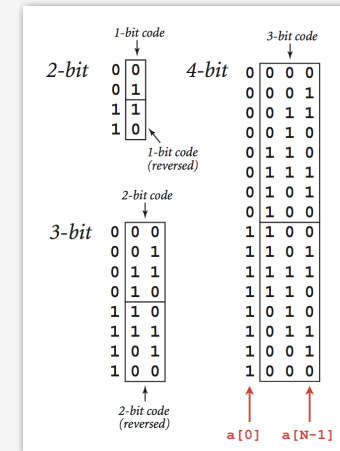 1-bit code
2-bit
0 0
0 1
1 1
1 0
1-bit code
(reversed)
2-bit code
3-bit
0 0 0
0 0 1
0 1 1
0 1 0
1 1 0
1 1 1
1 0 1
1 0 0
2-bit code
(reversed)
3-bit code
4-bit
0 0 0 0
0 0 0 1
0 0 1 1
0 0 1 0
0 1 1 0
0 1 1 1
0 1 0 1
0 1 0 0
1 1 0 0
1 1 0 1
1 1 1 1
1 1 1 0
1 0 1 0
1 0 1 1
1 0 0 1
1 0 0 0
a[0] a[N-1]